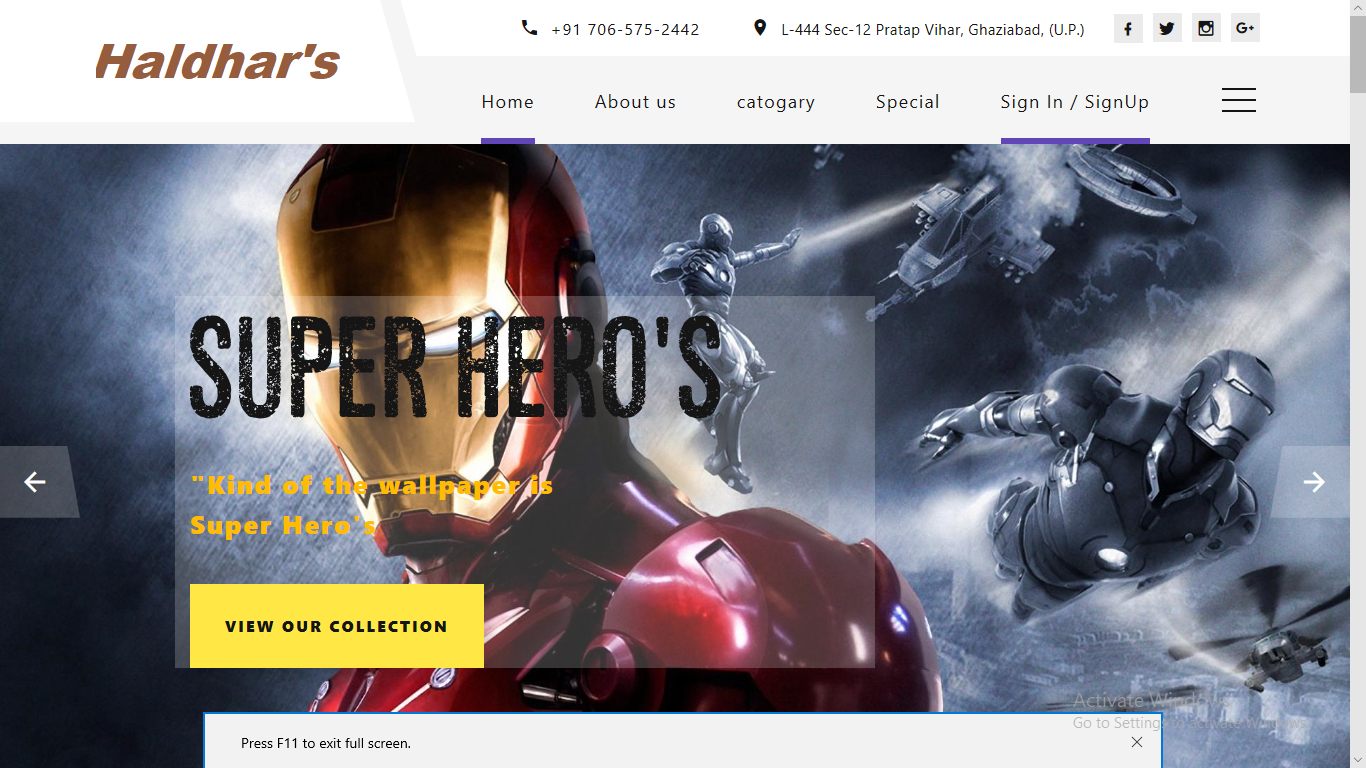 +91 706-575-2442
L-444 Sec-12 Pratap Vihar, Ghaziabad, (U.P.)
f
G+
Haldhar's
Home
About us
catogary
Special
Sign In / SignUp
SUPER HERO'S
"Kind of the wallpaper is
Super Hero's
VIEW OUR COLLECTION
Activate Windows
Go to Settings to activate Windows.
Press F11 to exit full screen.